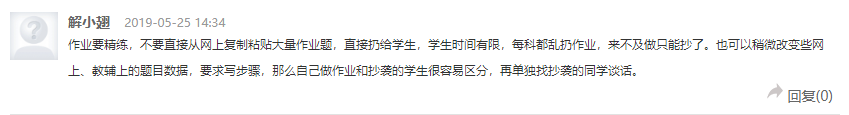 解小翅 2019-05-25 14:34
作业要精练，不要直接从网上复制粘贴大量作业题，直接扔给学生，学生时间有限，每科都乱扔作业，来不及做只能抄了。也可以稍微改变些网
上、教辅上的题目数据，要求写步骤，那么自己做作业和抄袭的学生很容易区分，再单独找抄袭的同学谈话。
回复(0)